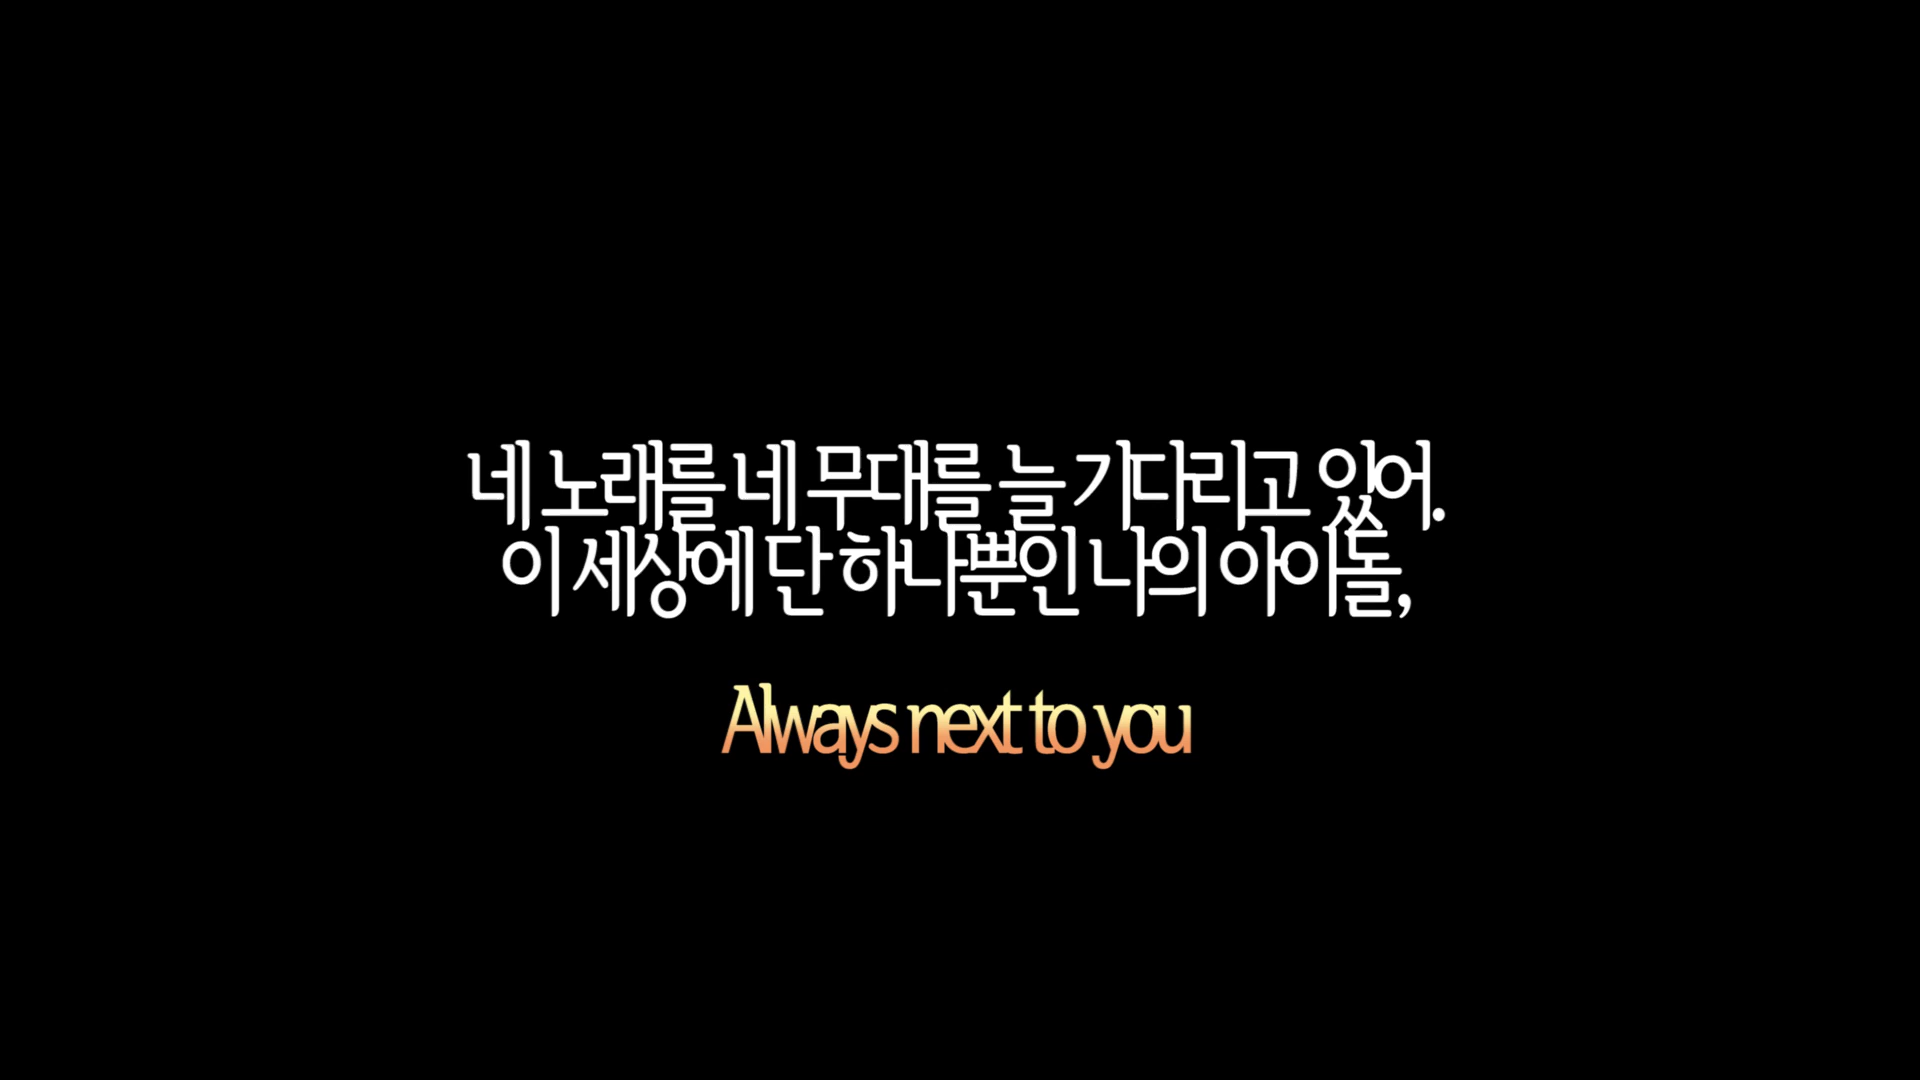 네 노래를 네 무대를 늘 기다리고 있어.
이 세상에 단 하나뿐인 나의 아이돌,
Always next to you